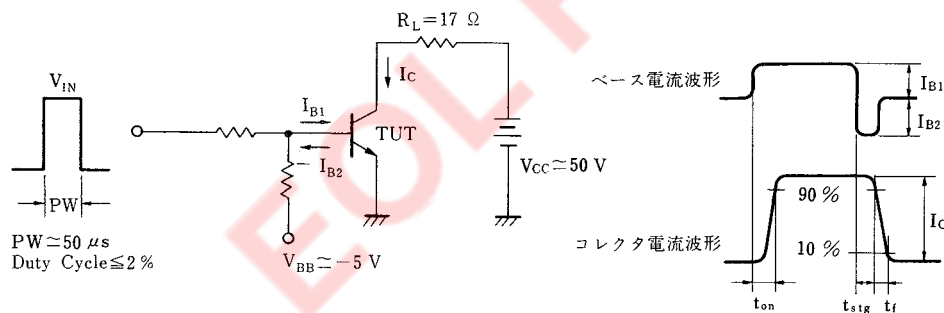 R_L=17 Ω
V_IN
I_C
I_B1
TUT
I_B2
V_CC≃50 V
PW
PW≃50 μs
Duty Cycle≦2 %
V_BB≃−5 V
ベース電流波形
I_B1
I_B2
90 %
I_C
コレクタ電流波形
10 %
t_on
t_stg
t_f
EOL P